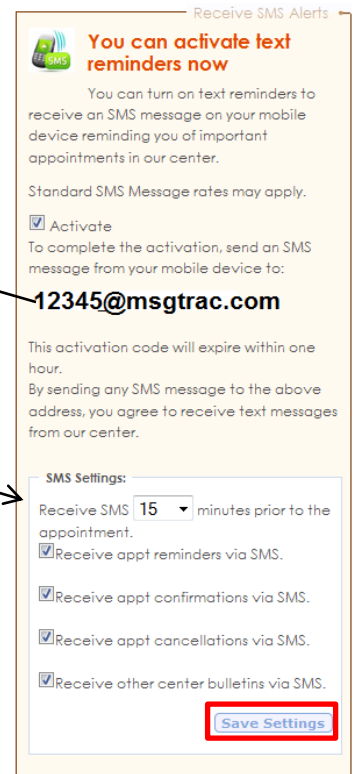 Receive SMS Alerts
SMS
You can activate text
reminders now
You can turn on text reminders to
receive an SMS message on your mobile
device reminding you of important
appointments in our center.
Standard SMS Message rates may apply.
Activate
To complete the activation, send an SMS
message from your mobile device to:
12345@msgtrac.com
This activation code will expire within one
hour.
By sending any SMS message to the above
address, you agree to receive text messages
from our center.
SMS Settings:
Receive SMS 15 minutes prior to the
appointment.
Receive appt reminders via SMS.
Receive appt confirmations via SMS.
Receive appt cancellations via SMS.
Receive other center bulletins via SMS.
Save Settings